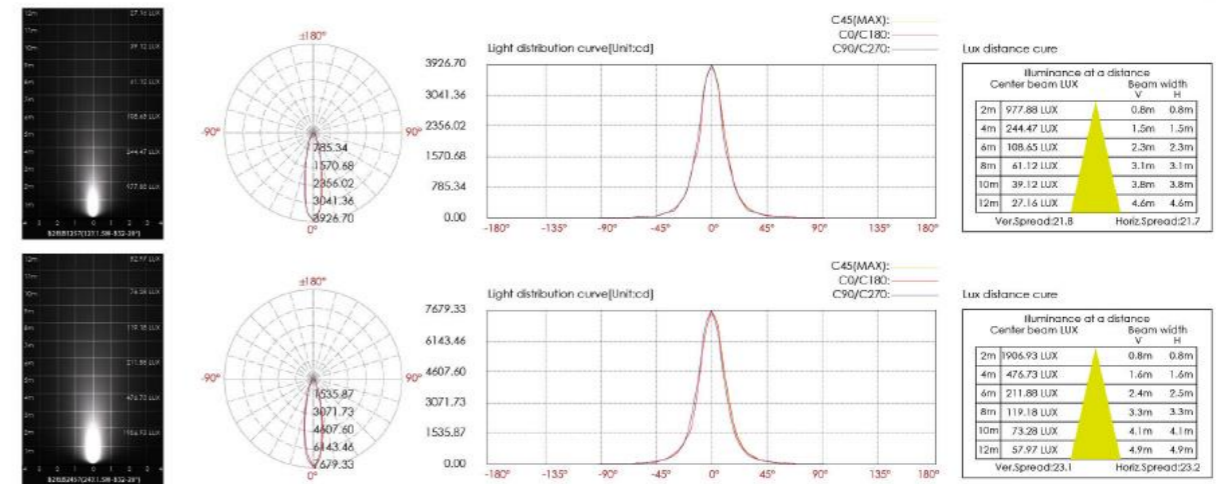 12m 27.16 LUX
10m 39.12 LUX
8m 61.12 LUX
6m 108.65 LUX
4m 244.47 LUX
2m 977.88 LUX
±180°
-90° 90°
785.34
1570.68
2356.02
3041.36
3926.70
0°
C45(MAX):
C0/C180:
C90/C270:
Light distribution curve[Unit:cd]
3926.70
3041.36
2356.02
1570.68
785.34
0.00
-180° -135° -90° -45° 0° 45° 90° 135° 180°
Lux distance cure
Illuminance at a distance
Center beam LUX Beam width
V H
2m 977.88 LUX 0.8m 0.8m
4m 244.47 LUX 1.5m 1.5m
6m 108.65 LUX 2.3m 2.3m
8m 61.12 LUX 3.1m 3.1m
10m 39.12 LUX 3.8m 3.8m
12m 27.16 LUX 4.6m 4.6m
Ver.Spread:21.8 Horiz.Spread:21.7
12m 52.97 LUX
8m 119.18 LUX
6m 211.88 LUX
4m 476.73 LUX
2m 1906.93 LUX
±180°
-90° 90°
1535.87
3071.73
4607.60
6143.46
7679.33
0°
C45(MAX):
C0/C180:
C90/C270:
Light distribution curve[Unit:cd]
7679.33
6143.46
4607.60
3071.73
1535.87
0.00
-180° -135° -90° -45° 0° 45° 90° 135° 180°
Lux distance cure
Illuminance at a distance
Center beam LUX Beam width
V H
2m 1906.93 LUX 0.8m 0.8m
4m 476.73 LUX 1.6m 1.6m
6m 211.88 LUX 2.4m 2.5m
8m 119.18 LUX 3.3m 3.3m
10m 73.28 LUX 4.1m 4.1m
12m 57.97 LUX 4.9m 4.9m
Ver.Spread:23.1 Horiz.Spread:23.2